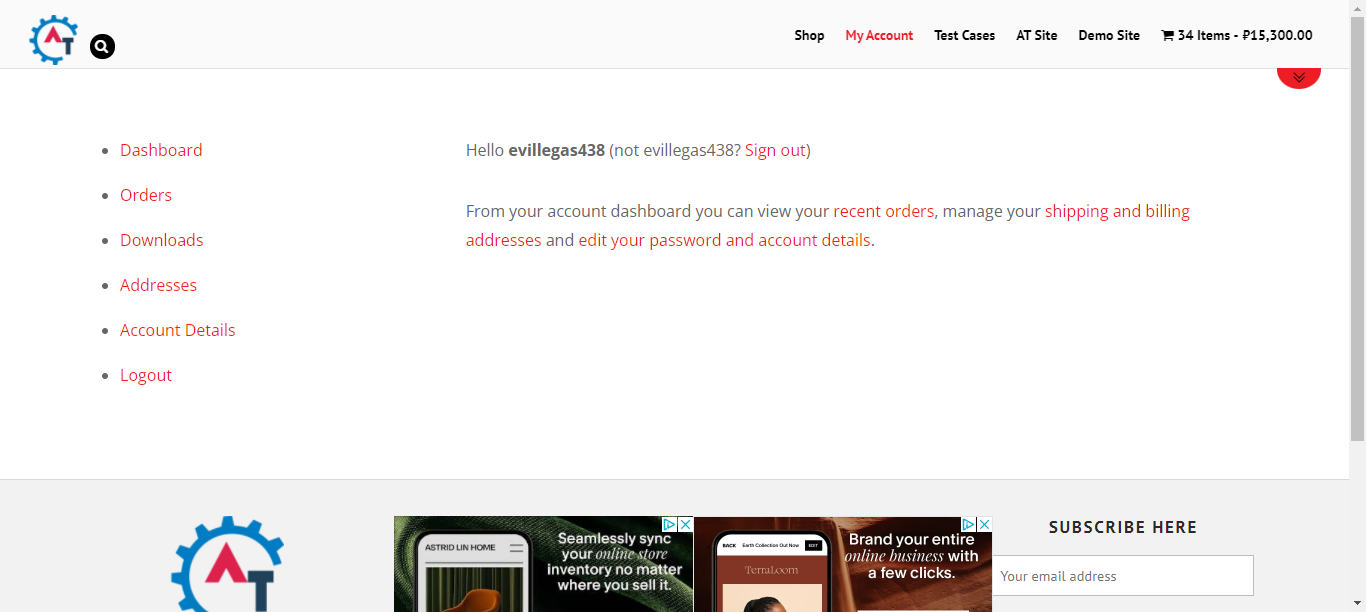 AT
Shop
My Account
Test Cases
AT Site
Demo Site
34 Items - ₽15,300.00
Dashboard
Orders
Downloads
Addresses
Account Details
Logout
Hello evillegas438 (not evillegas438? Sign out)
From your account dashboard you can view your recent orders, manage your shipping and billing
addresses and edit your password and account details.
AT
ASTRID LIN HOME
Seamlessly sync
your online store
inventory no matter
where you sell it.
BACK
Earth Collection Out Now
EDIT
TerraLoom
Brand your entire
online business with
a few clicks.
SUBSCRIBE HERE
Your email address